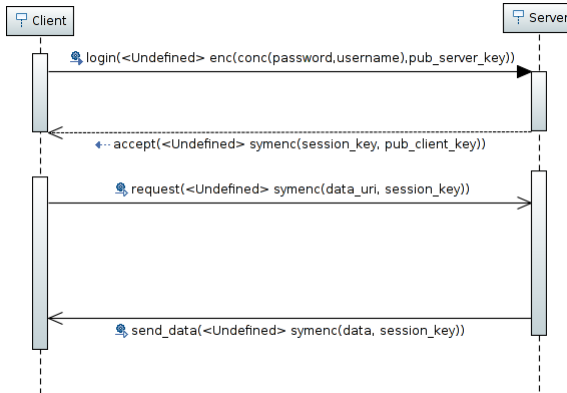 Client
Server
login(<Undefined> enc(conc(password,username),pub_server_key))
accept(<Undefined> symenc(session_key, pub_client_key))
request(<Undefined> symenc(data_uri, session_key))
send_data(<Undefined> symenc(data, session_key))